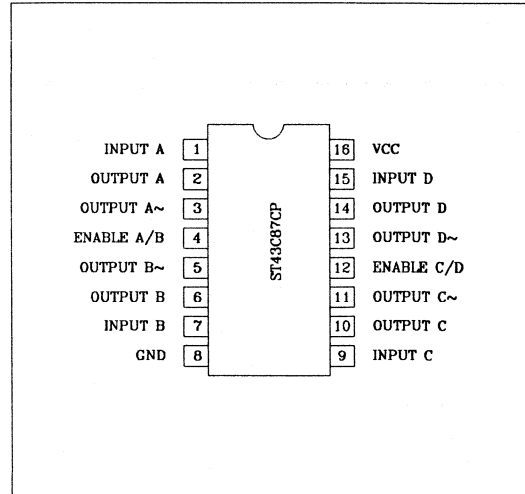 INPUT A 1
OUTPUT A 2
OUTPUT A~ 3
ENABLE A/B 4
OUTPUT B~ 5
OUTPUT B 6
INPUT B 7
GND 8
ST43C87CP
16 VCC
15 INPUT D
14 OUTPUT D
13 OUTPUT D~
12 ENABLE C/D
11 OUTPUT C~
10 OUTPUT C
9 INPUT C